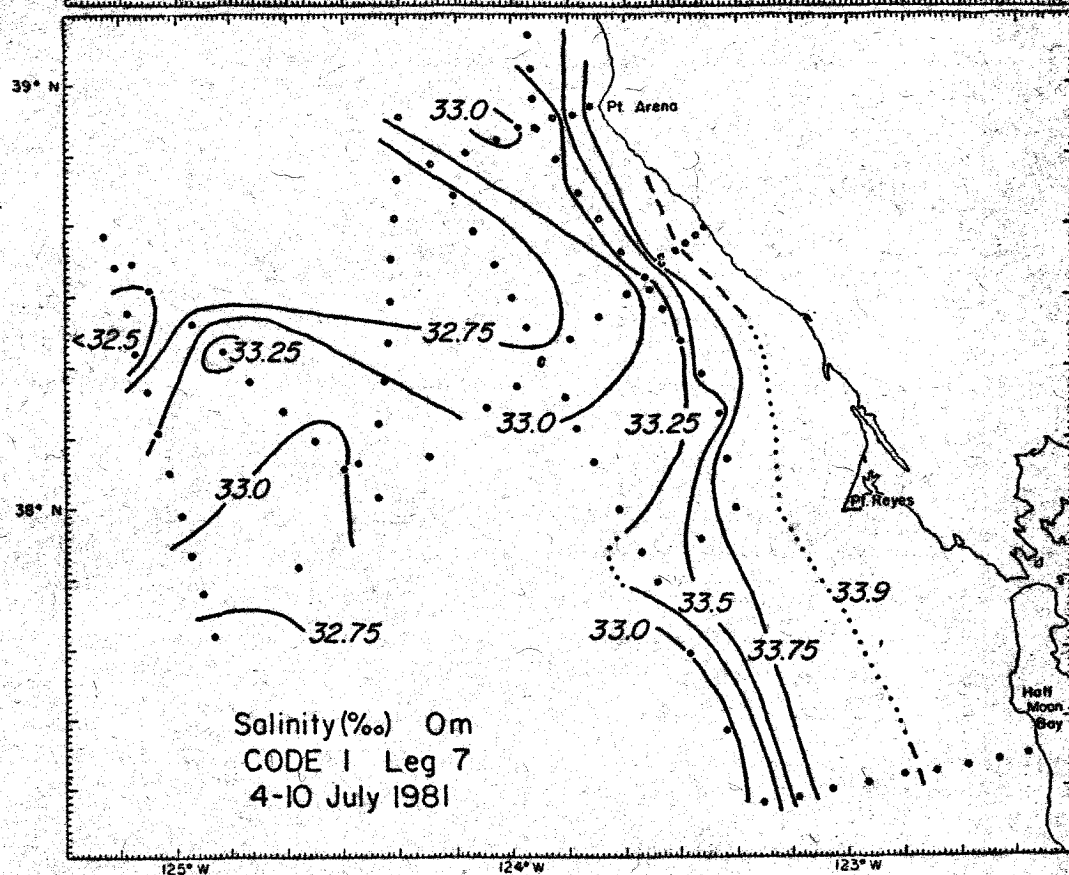 39° N
33.0
Pt. Arena
<32.5
33.25
32.75
33.0
33.25
33.0
38° N
Pt. Reyes
32.75
33.0
33.5
33.9
33.75
Half
Moon
Bay
Salinity (‰) 0m
CODE 1 Leg 7
4-10 July 1981
125° W
124° W
123° W